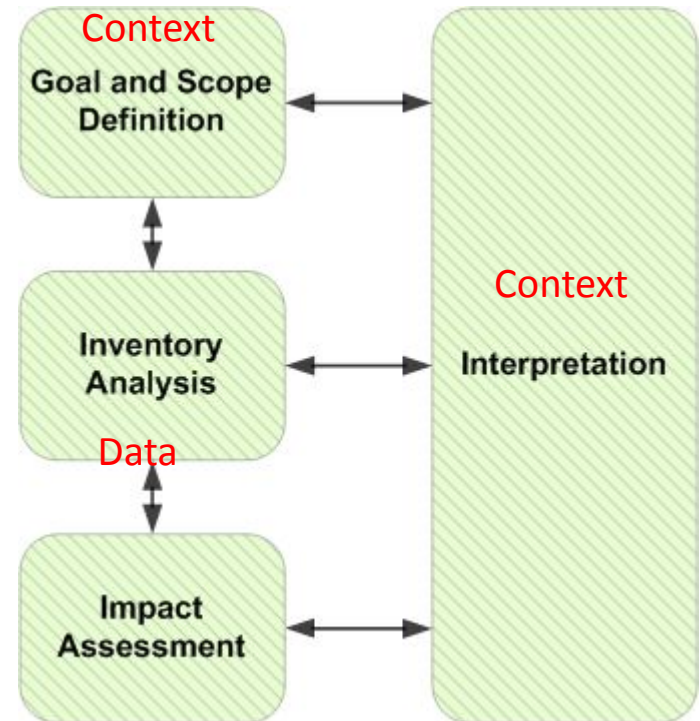 Context
Goal and Scope
Definition
Inventory
Analysis
Data
Impact
Assessment
Context
Interpretation